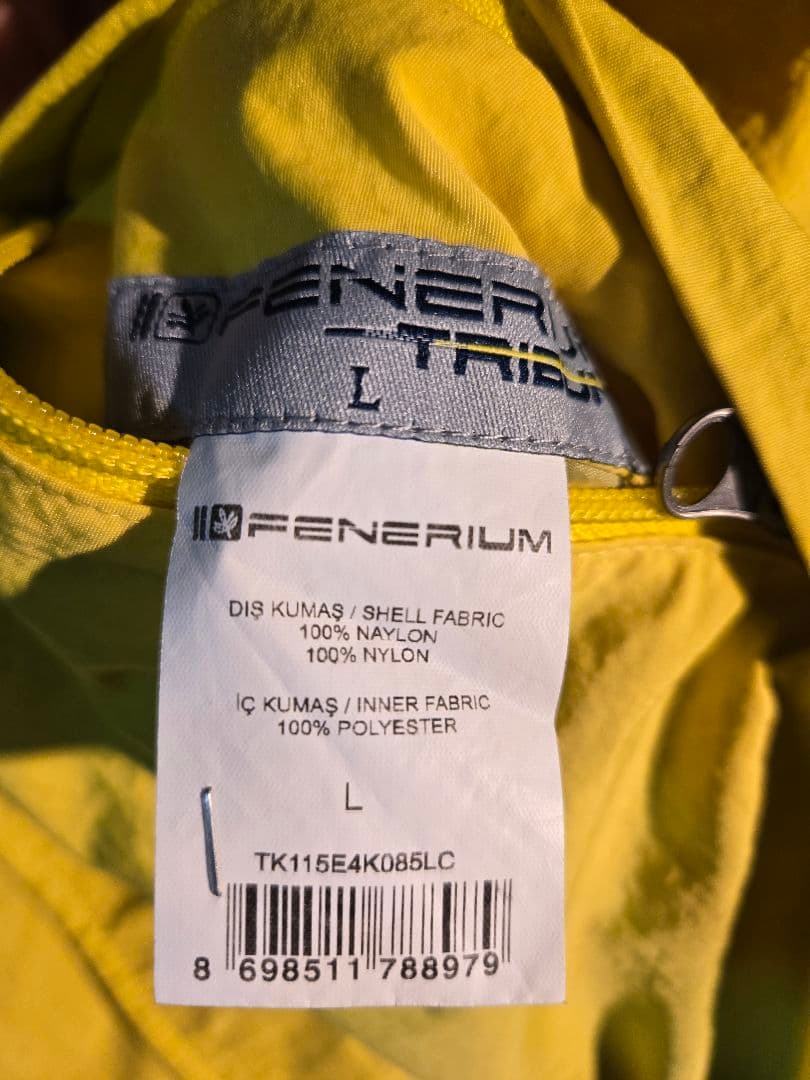 FENERIUM
TRIBUN
L
FENERIUM
DIŞ KUMAŞ / SHELL FABRIC
100% NAYLON
100% NYLON
İÇ KUMAŞ / INNER FABRIC
100% POLYESTER
L
TK115E4K085LC
8 698511 788979